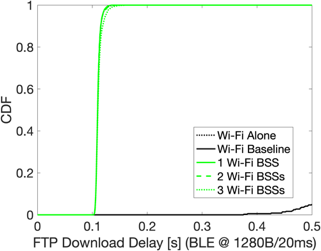 1
0.8
0.6
0.4
0.2
0
CDF
Wi-Fi Alone
Wi-Fi Baseline
1 Wi-Fi BSS
2 Wi-Fi BSSs
3 Wi-Fi BSSs
0 0.1 0.2 0.3 0.4 0.5
FTP Download Delay [s] (BLE @ 1280B/20ms)